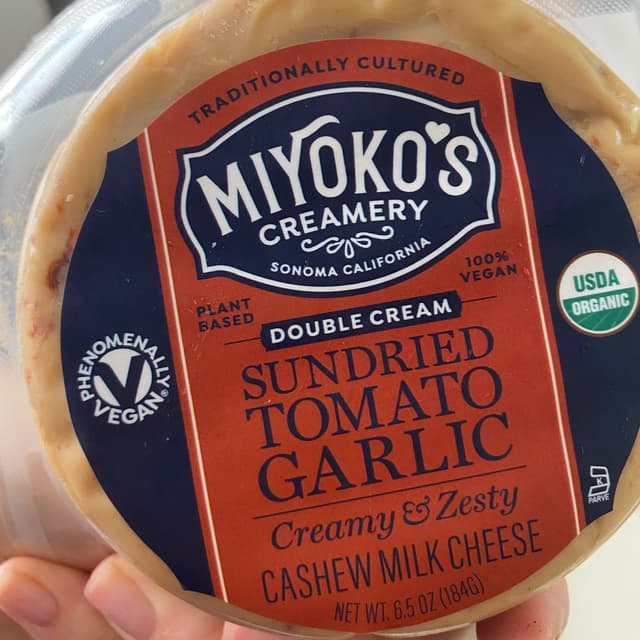 TRADITIONALLY CULTURED
MIYOKO'S
CREAMERY
SONOMA CALIFORNIA
PLANT
BASED
100%
VEGAN
DOUBLE CREAM
SUNDRIED
TOMATO
GARLIC
Creamy & Zesty
CASHEW MILK CHEESE
NET WT. 6.5 OZ (184G)
PHENOMENALLY
V
VEGAN®
USDA
ORGANIC
K
PARVE